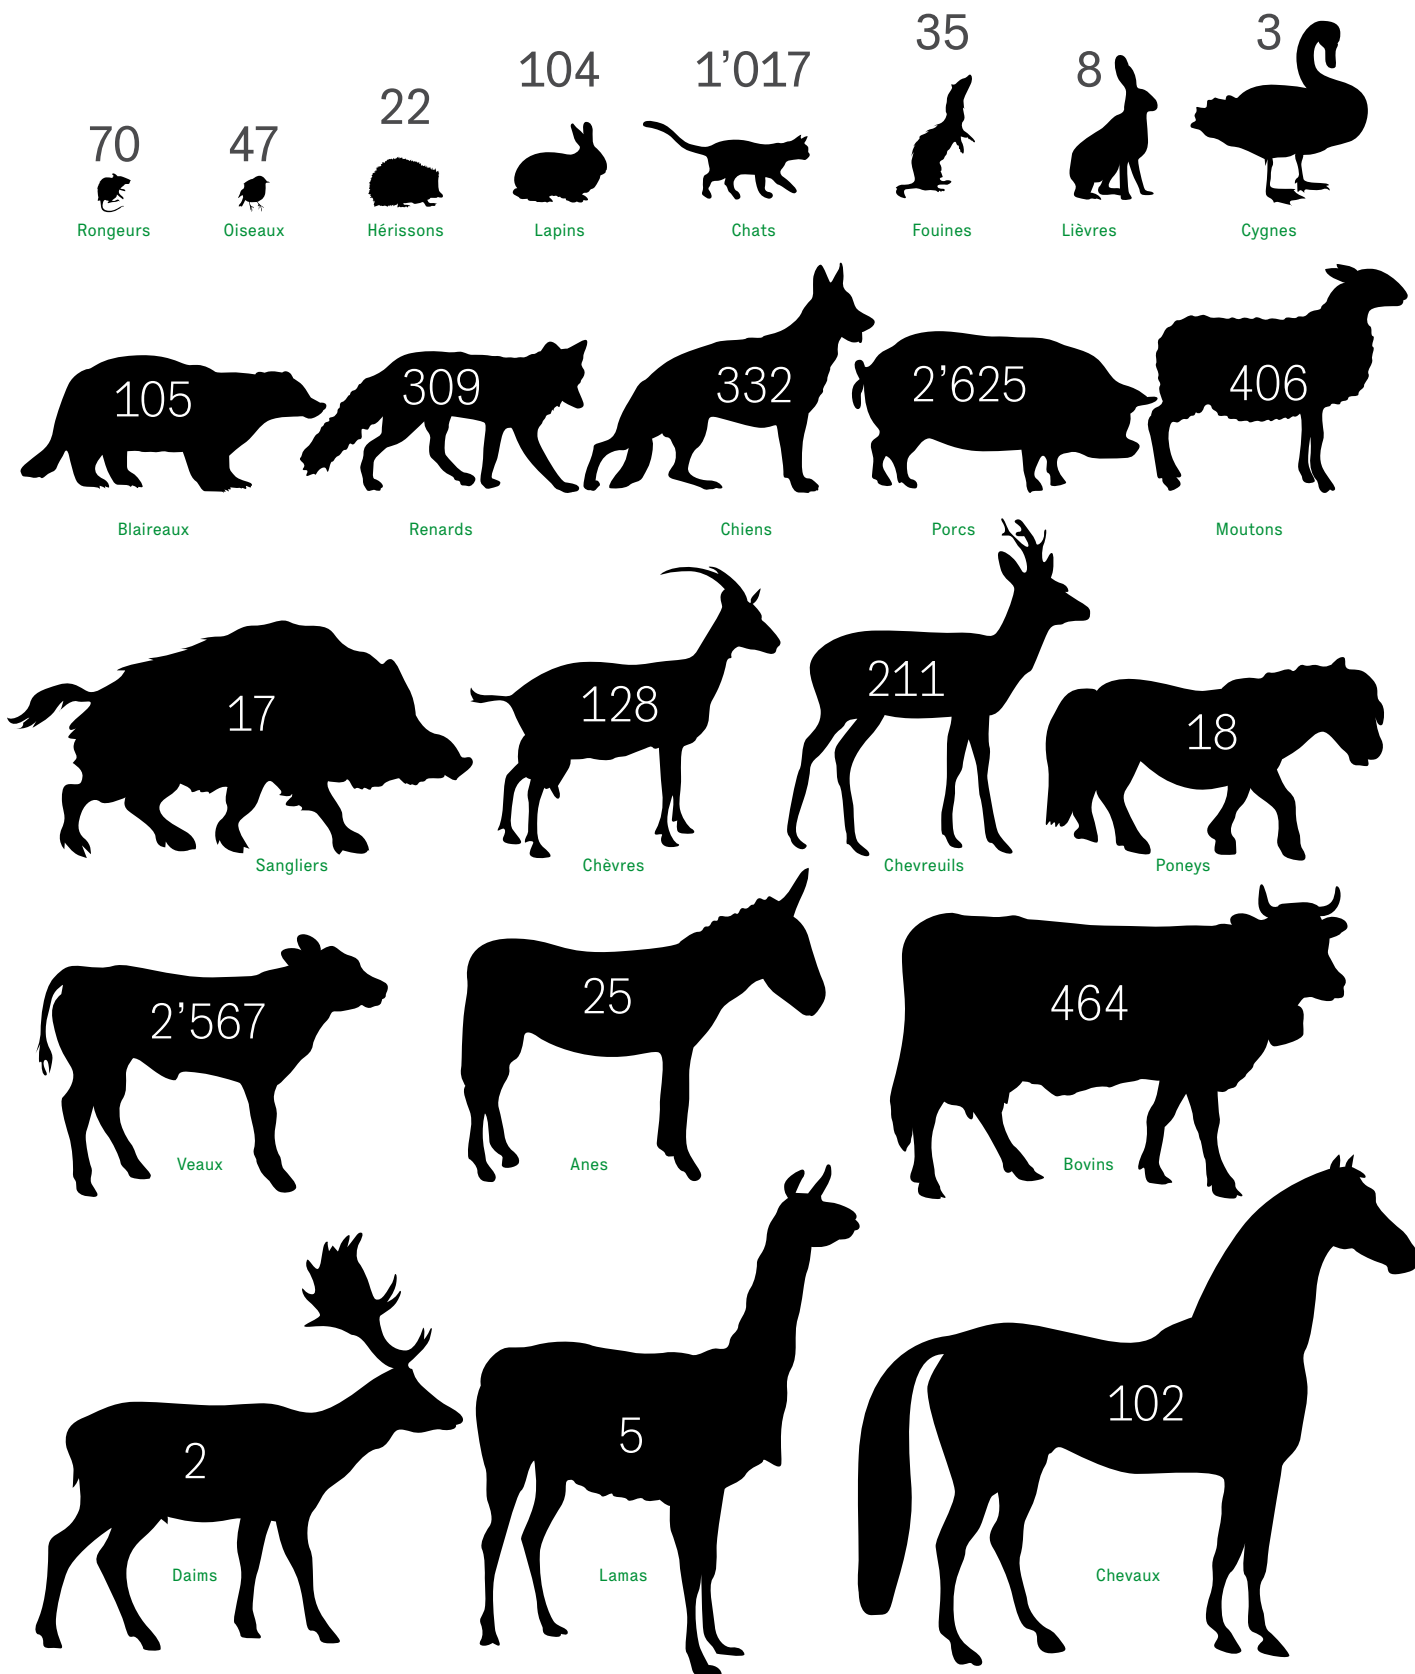 70
47
22
104
1’017
35
8
3
Rongeurs
Oiseaux
Hérissons
Lapins
Chats
Fouines
Lièvres
Cygnes
105
309
332
2’625
406
Blaireaux
Renards
Chiens
Porcs
Moutons
17
128
211
18
Sangliers
Chèvres
Chevreuils
Poneys
2’567
25
464
Veaux
Anes
Bovins
2
5
102
Daims
Lamas
Chevaux